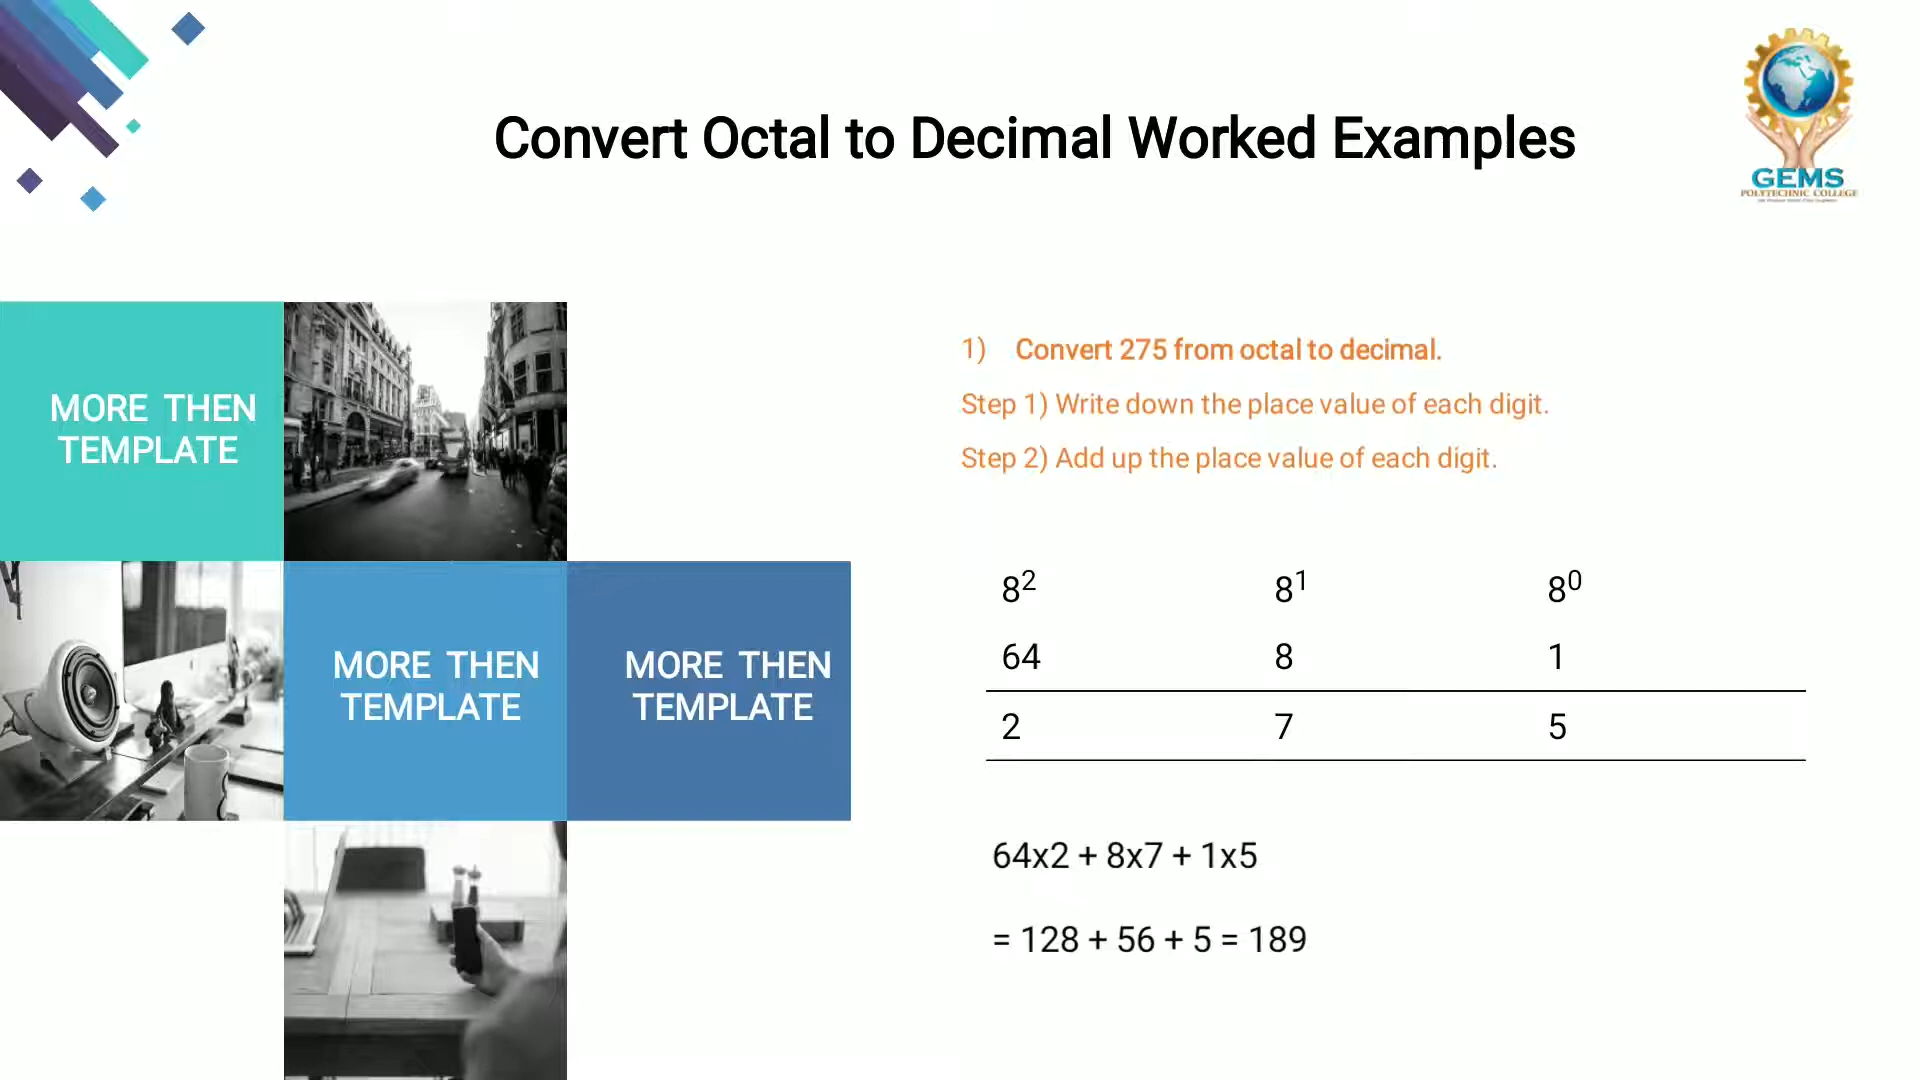 Convert Octal to Decimal Worked Examples
GEMS
POLYTECHNIC COLLEGE
MORE THEN
TEMPLATE
MORE THEN
TEMPLATE
MORE THEN
TEMPLATE
1) Convert 275 from octal to decimal.
Step 1) Write down the place value of each digit.
Step 2) Add up the place value of each digit.
8² 8¹ 8⁰
64 8 1
2 7 5
64x2 + 8x7 + 1x5
= 128 + 56 + 5 = 189